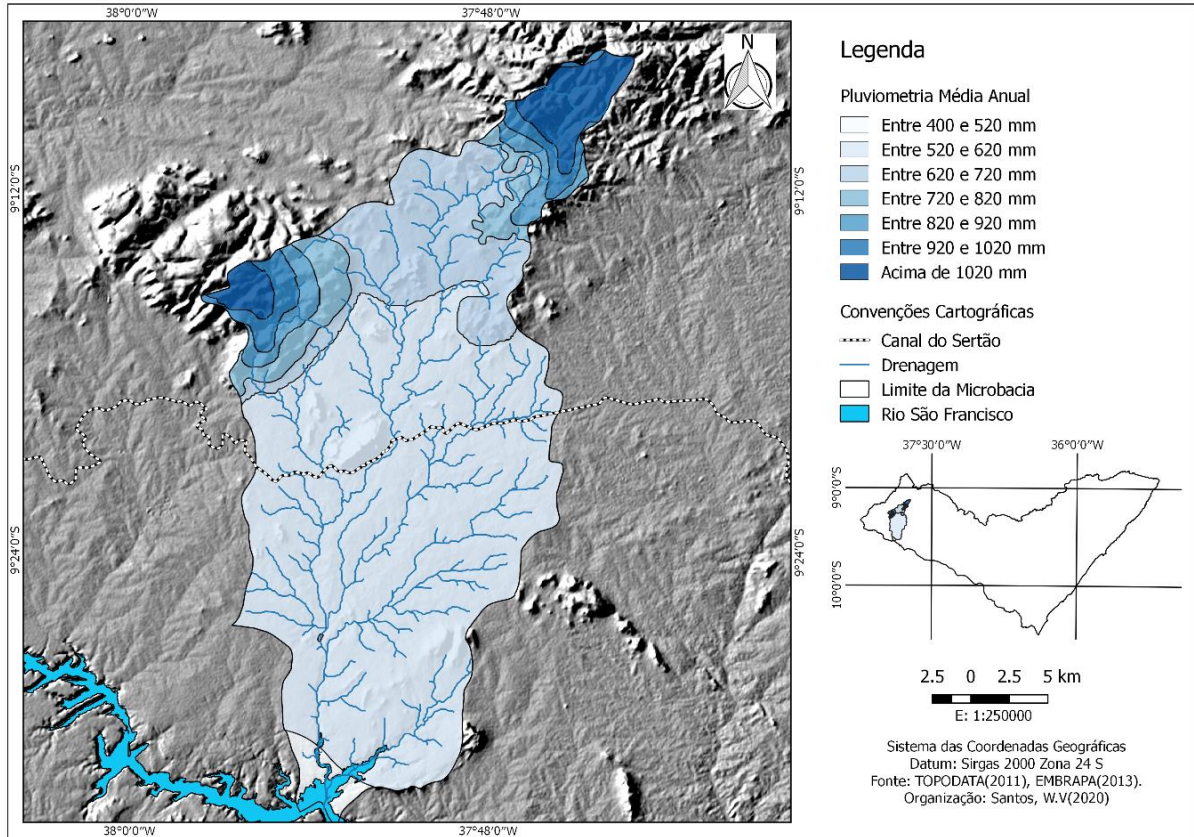 38°0'0"W
37°48'0"W
N
9°12'0"S
9°12'0"S
9°24'0"S
9°24'0"S
38°0'0"W
37°48'0"W
Legenda
Pluviometria Média Anual
Entre 400 e 520 mm
Entre 520 e 620 mm
Entre 620 e 720 mm
Entre 720 e 820 mm
Entre 820 e 920 mm
Entre 920 e 1020 mm
Acima de 1020 mm
Convenções Cartográficas
Canal do Sertão
Drenagem
Limite da Microbacia
Rio São Francisco
37°30'0"W
36°0'0"W
9°0'0"S
10°0'0"S
2.5 0 2.5 5 km
E: 1:250000
Sistema das Coordenadas Geográficas
Datum: Sirgas 2000 Zona 24 S
Fonte: TOPODATA(2011), EMBRAPA(2013).
Organização: Santos, W.V(2020)